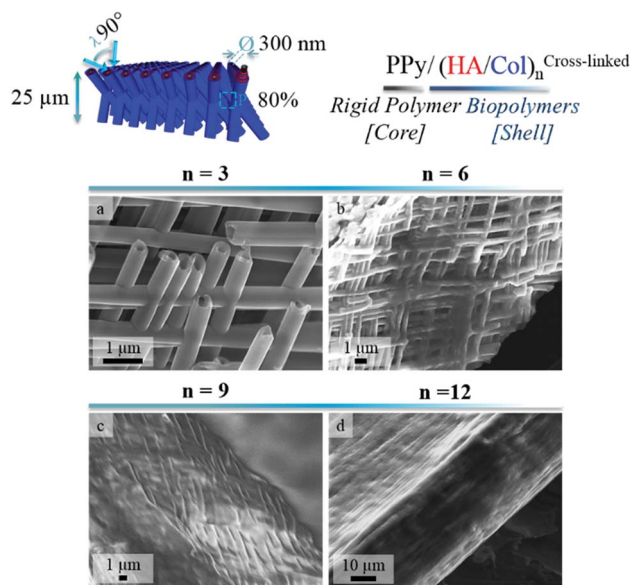 λ 90°
Ø 300 nm
25 µm
P 80%
PPy/(HA/Col)n Cross-linked
Rigid Polymer Biopolymers
[Core] [Shell]
n = 3 n = 6
a b
1 µm 1 µm
n = 9 n =12
c d
1 µm 10 µm